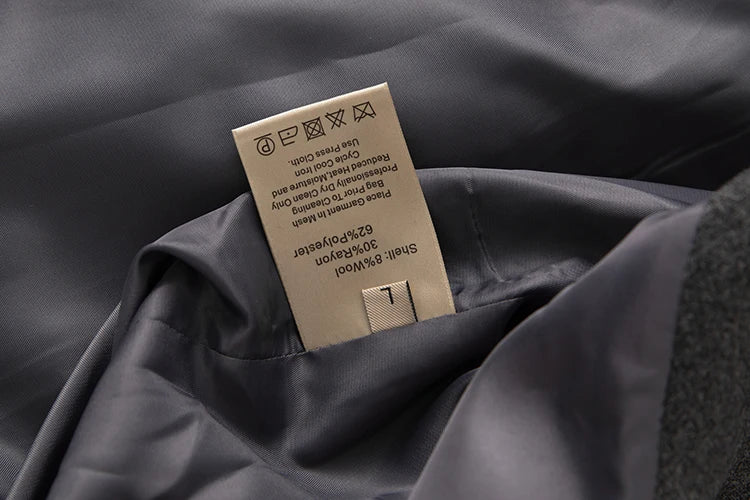 L
Shell: 8%Wool
30%Rayon
62%Polyester
Place Garment In Mesh
Bag Prior To Cleaning
Professionally Dry Clean Only
Reduced Heat,Moisture and
Cycle Cool Iron
Use Press Cloth.
P